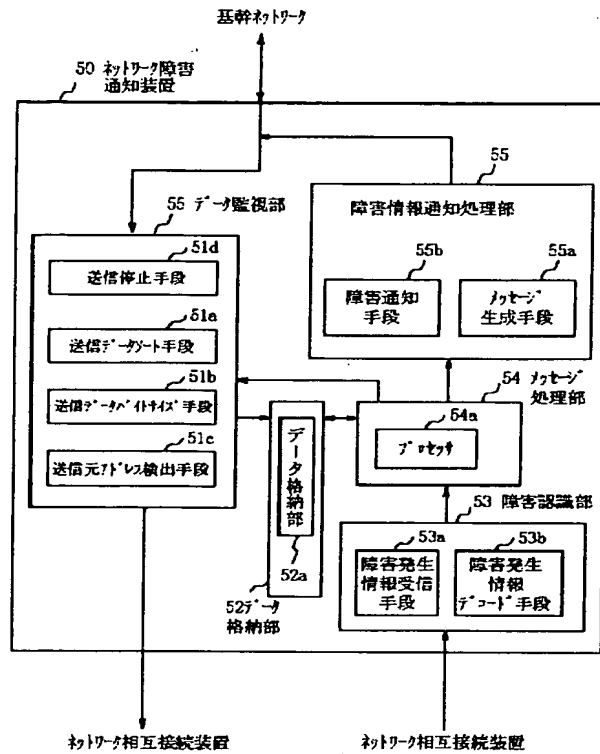 基幹ネットワーク
50 ネットワーク障害
通知装置
55
障害情報通知処理部
55b
55a
障害通知
手段
メッセージ
生成手段
55 データ監視部
51d
送信停止手段
51a
送信データソート手段
51b
送信データバイトサイズ手段
51c
送信元アドレス検出手段
54 メッセージ
処理部
54a
プロセッサ
データ格納部
52a
52データ
格納部
53 障害認識部
53a
53b
障害発生
情報受信
手段
障害発生
情報
デコード手段
ネットワーク相互接続装置
ネットワーク相互接続装置